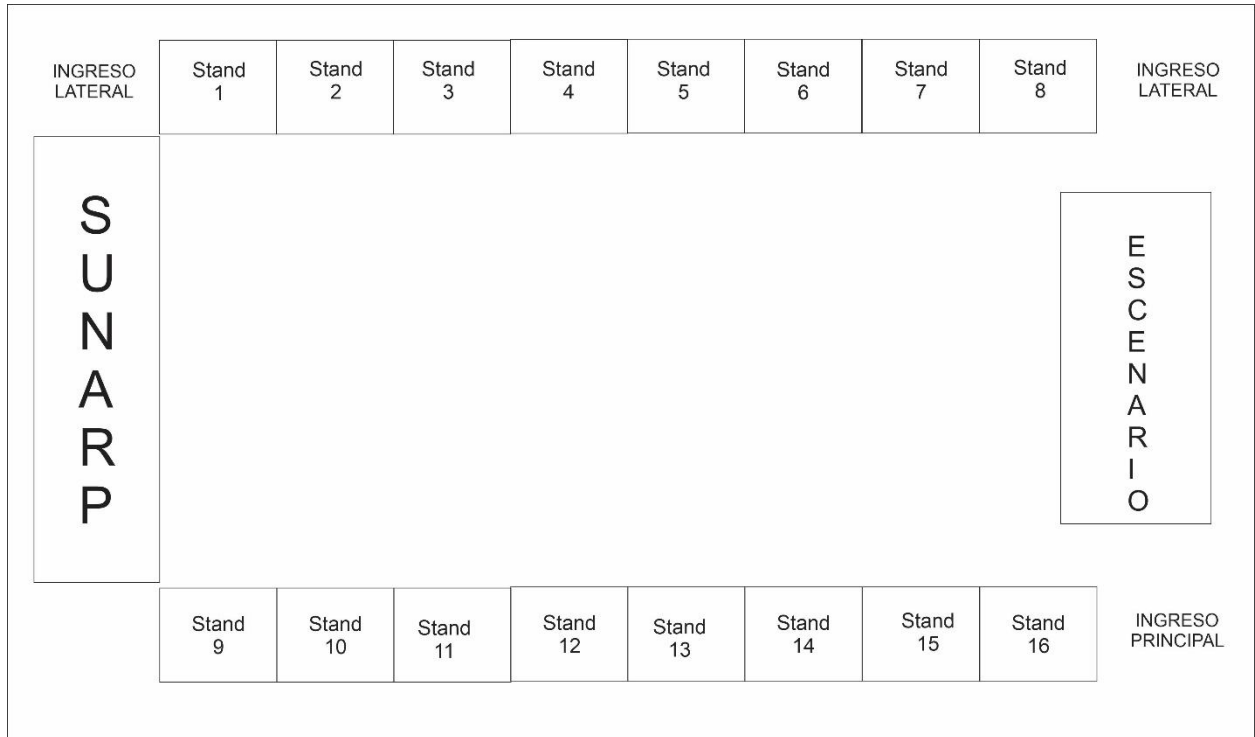 INGRESO
LATERAL
Stand
1
Stand
2
Stand
3
Stand
4
Stand
5
Stand
6
Stand
7
Stand
8
INGRESO
LATERAL
S
U
N
A
R
P
E
S
C
E
N
A
R
I
O
Stand
9
Stand
10
Stand
11
Stand
12
Stand
13
Stand
14
Stand
15
Stand
16
INGRESO
PRINCIPAL